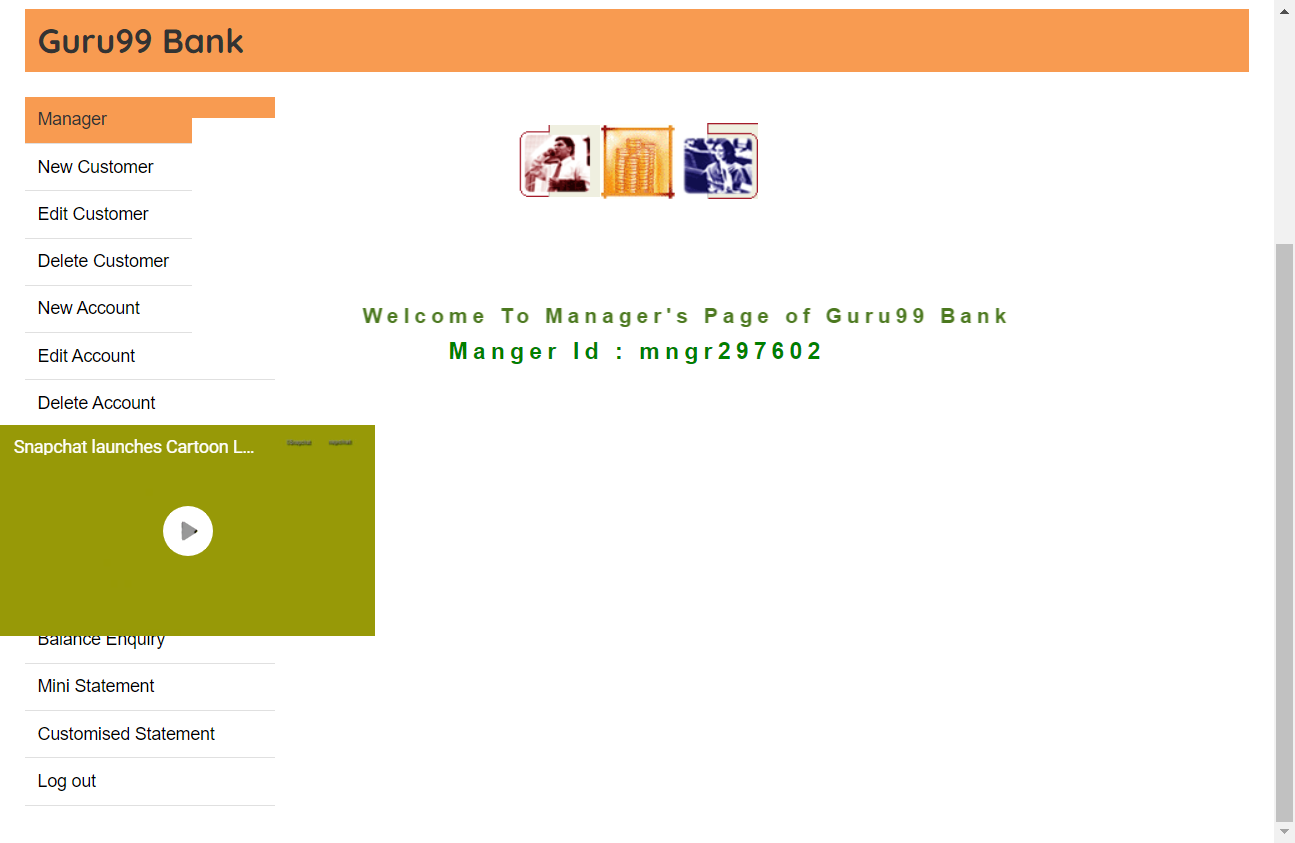 Guru99 Bank
Manager
New Customer
Edit Customer
Delete Customer
New Account
Edit Account
Delete Account
Welcome To Manager's Page of Guru99 Bank
Manger Id : mngr297602
Snapchat launches Cartoon L...
Balance Enquiry
Mini Statement
Customised Statement
Log out